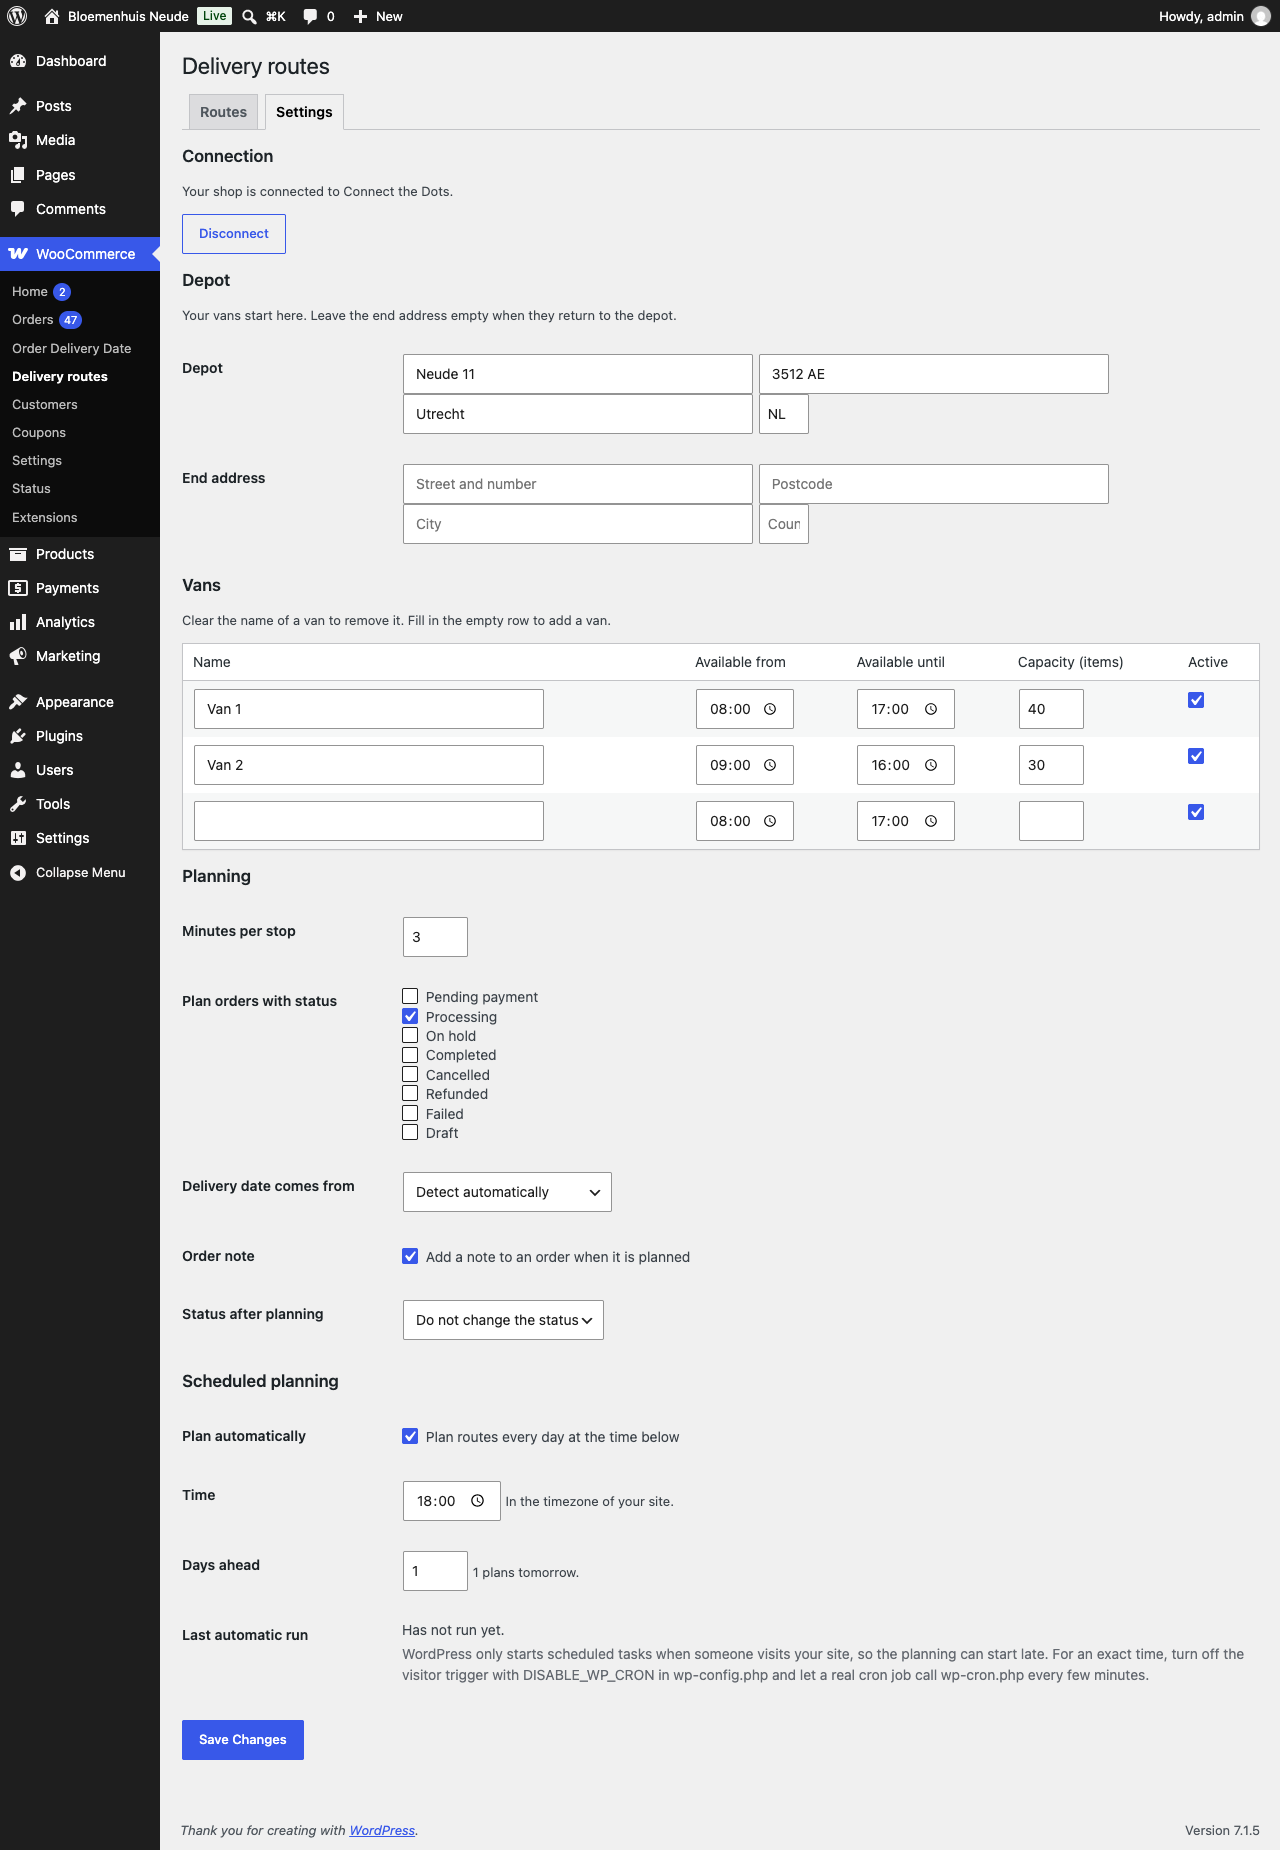 Bloemenhuis Neude Live ⌘K 0 New Howdy, admin
Dashboard
Posts
Media
Pages
Comments
WooCommerce
Home 2
Orders 47
Order Delivery Date
Delivery routes
Customers
Coupons
Settings
Status
Extensions
Products
Payments
Analytics
Marketing
Appearance
Plugins
Users
Tools
Settings
Collapse Menu
Delivery routes
Routes Settings
Connection
Your shop is connected to Connect the Dots.
Disconnect
Depot
Your vans start here. Leave the end address empty when they return to the depot.
Depot Neude 11 3512 AE
Utrecht NL
End address Street and number Postcode
City Coun
Vans
Clear the name of a van to remove it. Fill in the empty row to add a van.
Name Available from Available until Capacity (items) Active
Van 1 08:00 17:00 40
Van 2 09:00 16:00 30
08:00 17:00
Planning
Minutes per stop 3
Plan orders with status Pending payment
Processing
On hold
Completed
Cancelled
Refunded
Failed
Draft
Delivery date comes from Detect automatically
Order note Add a note to an order when it is planned
Status after planning Do not change the status
Scheduled planning
Plan automatically Plan routes every day at the time below
Time 18:00 In the timezone of your site.
Days ahead 1 1 plans tomorrow.
Last automatic run Has not run yet.
WordPress only starts scheduled tasks when someone visits your site, so the planning can start late. For an exact time, turn off the
visitor trigger with DISABLE_WP_CRON in wp-config.php and let a real cron job call wp-cron.php every few minutes.
Save Changes
Thank you for creating with WordPress. Version 7.1.5